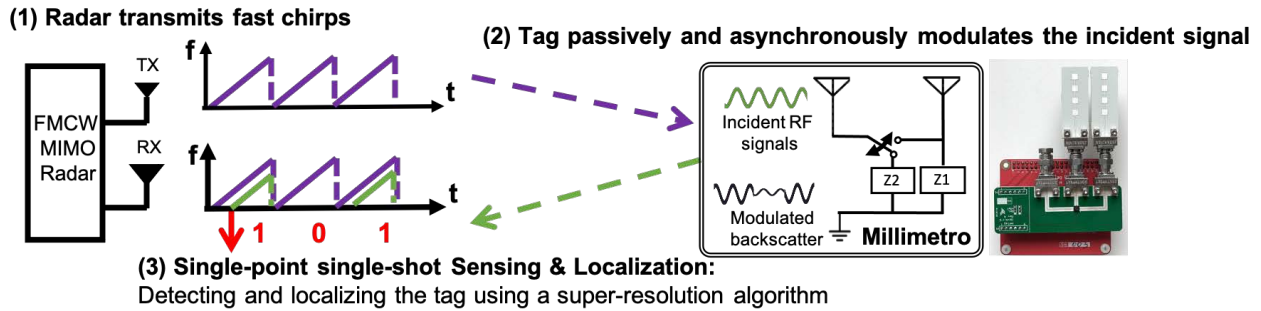 (1) Radar transmits fast chirps
(2) Tag passively and asynchronously modulates the incident signal
f
t
TX
FMCW
MIMO
Radar
RX
f
t
1 0 1
Incident RF
signals
Z2
Z1
Modulated
backscatter
Millimetro
(3) Single-point single-shot Sensing & Localization:
Detecting and localizing the tag using a super-resolution algorithm